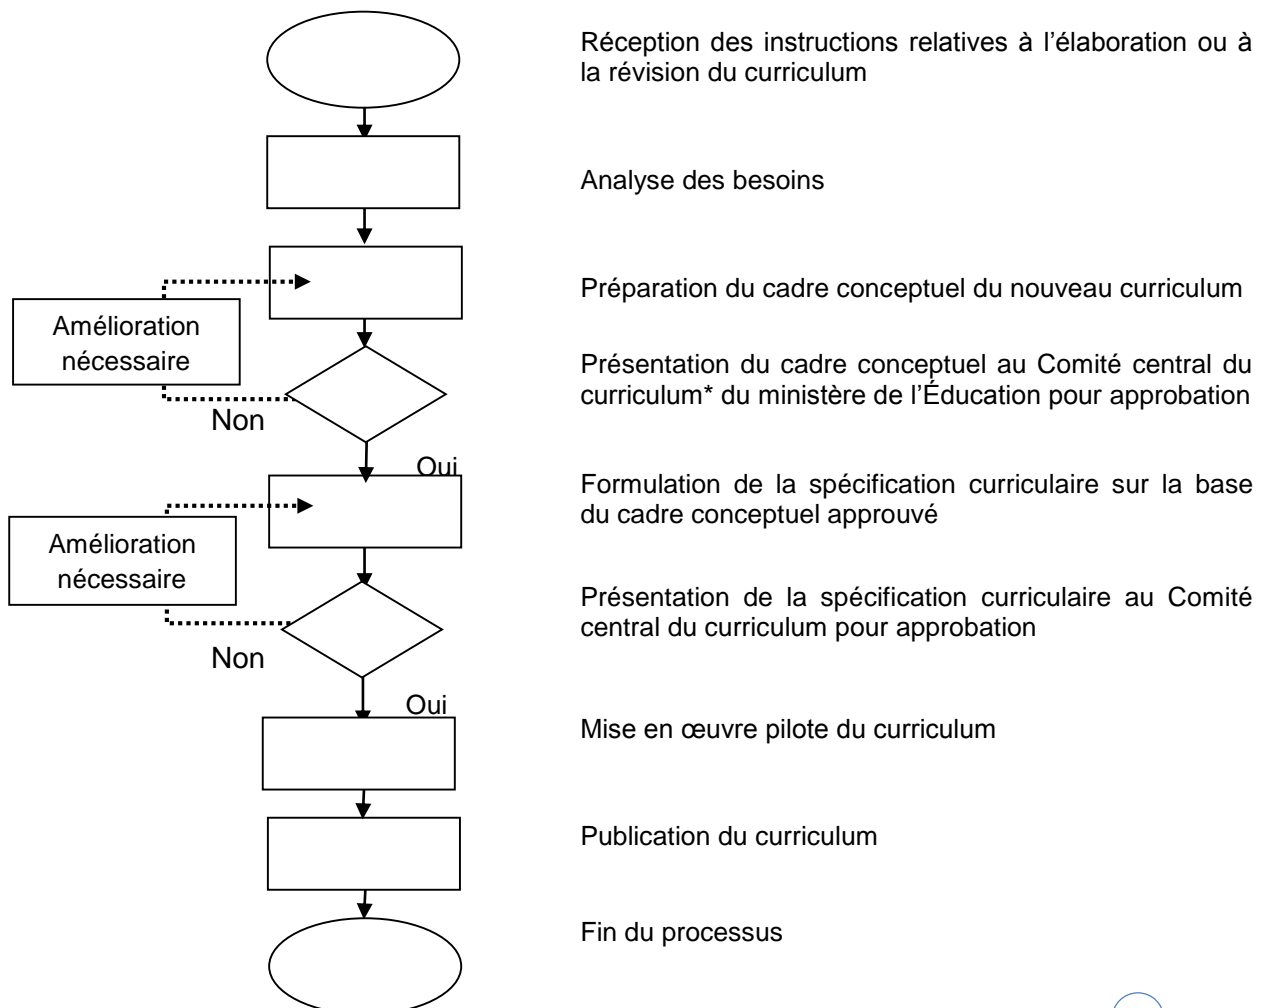 Réception des instructions relatives à l’élaboration ou à
la révision du curriculum
Analyse des besoins
Préparation du cadre conceptuel du nouveau curriculum
Amélioration
nécessaire
Présentation du cadre conceptuel au Comité central du
curriculum* du ministère de l’Éducation pour approbation
Non
Oui
Formulation de la spécification curriculaire sur la base
du cadre conceptuel approuvé
Amélioration
nécessaire
Présentation de la spécification curriculaire au Comité
central du curriculum pour approbation
Non
Oui
Mise en œuvre pilote du curriculum
Publication du curriculum
Fin du processus